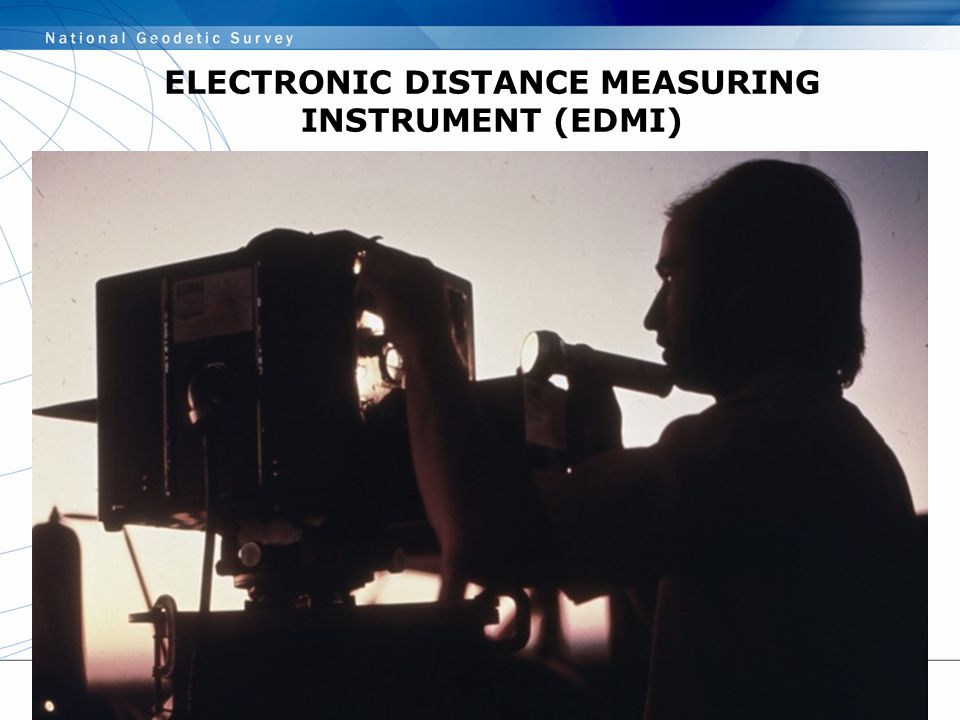 National Geodetic Survey
ELECTRONIC DISTANCE MEASURING
INSTRUMENT (EDMI)